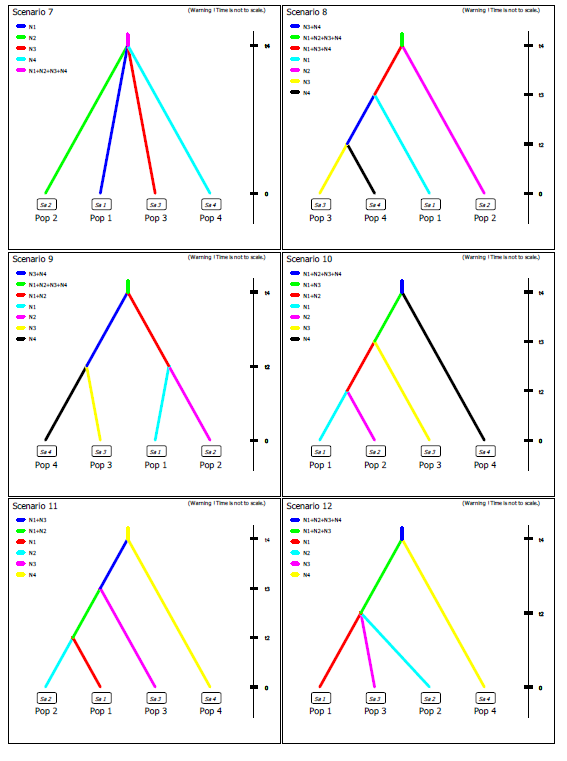 Scenario 7
(Warning ! Time is not to scale.)
N1
N2
N3
N4
N1+N2+N3+N4
t4
0
Sa 2
Sa 1
Sa 3
Sa 4
Pop 2
Pop 1
Pop 3
Pop 4
Scenario 8
(Warning ! Time is not to scale.)
N3+N4
N1+N2+N3+N4
N1+N3+N4
N1
N2
N3
N4
t4
t3
t2
0
Sa 3
Sa 4
Sa 1
Sa 2
Pop 3
Pop 4
Pop 1
Pop 2
Scenario 9
(Warning ! Time is not to scale.)
N3+N4
N1+N2+N3+N4
N1+N2
N1
N2
N3
N4
t4
t2
0
Sa 4
Sa 3
Sa 1
Sa 2
Pop 4
Pop 3
Pop 1
Pop 2
Scenario 10
(Warning ! Time is not to scale.)
N1+N2+N3+N4
N1+N3
N1+N2
N1
N2
N3
N4
t4
t3
t2
0
Sa 1
Sa 2
Sa 3
Sa 4
Pop 1
Pop 2
Pop 3
Pop 4
Scenario 11
(Warning ! Time is not to scale.)
N1+N3
N1+N2
N1
N2
N3
N4
t4
t3
t2
0
Sa 2
Sa 1
Sa 3
Sa 4
Pop 2
Pop 1
Pop 3
Pop 4
Scenario 12
(Warning ! Time is not to scale.)
N1+N2+N3+N4
N1+N2+N3
N1
N2
N3
N4
t4
t2
0
Sa 1
Sa 3
Sa 2
Sa 4
Pop 1
Pop 3
Pop 2
Pop 4